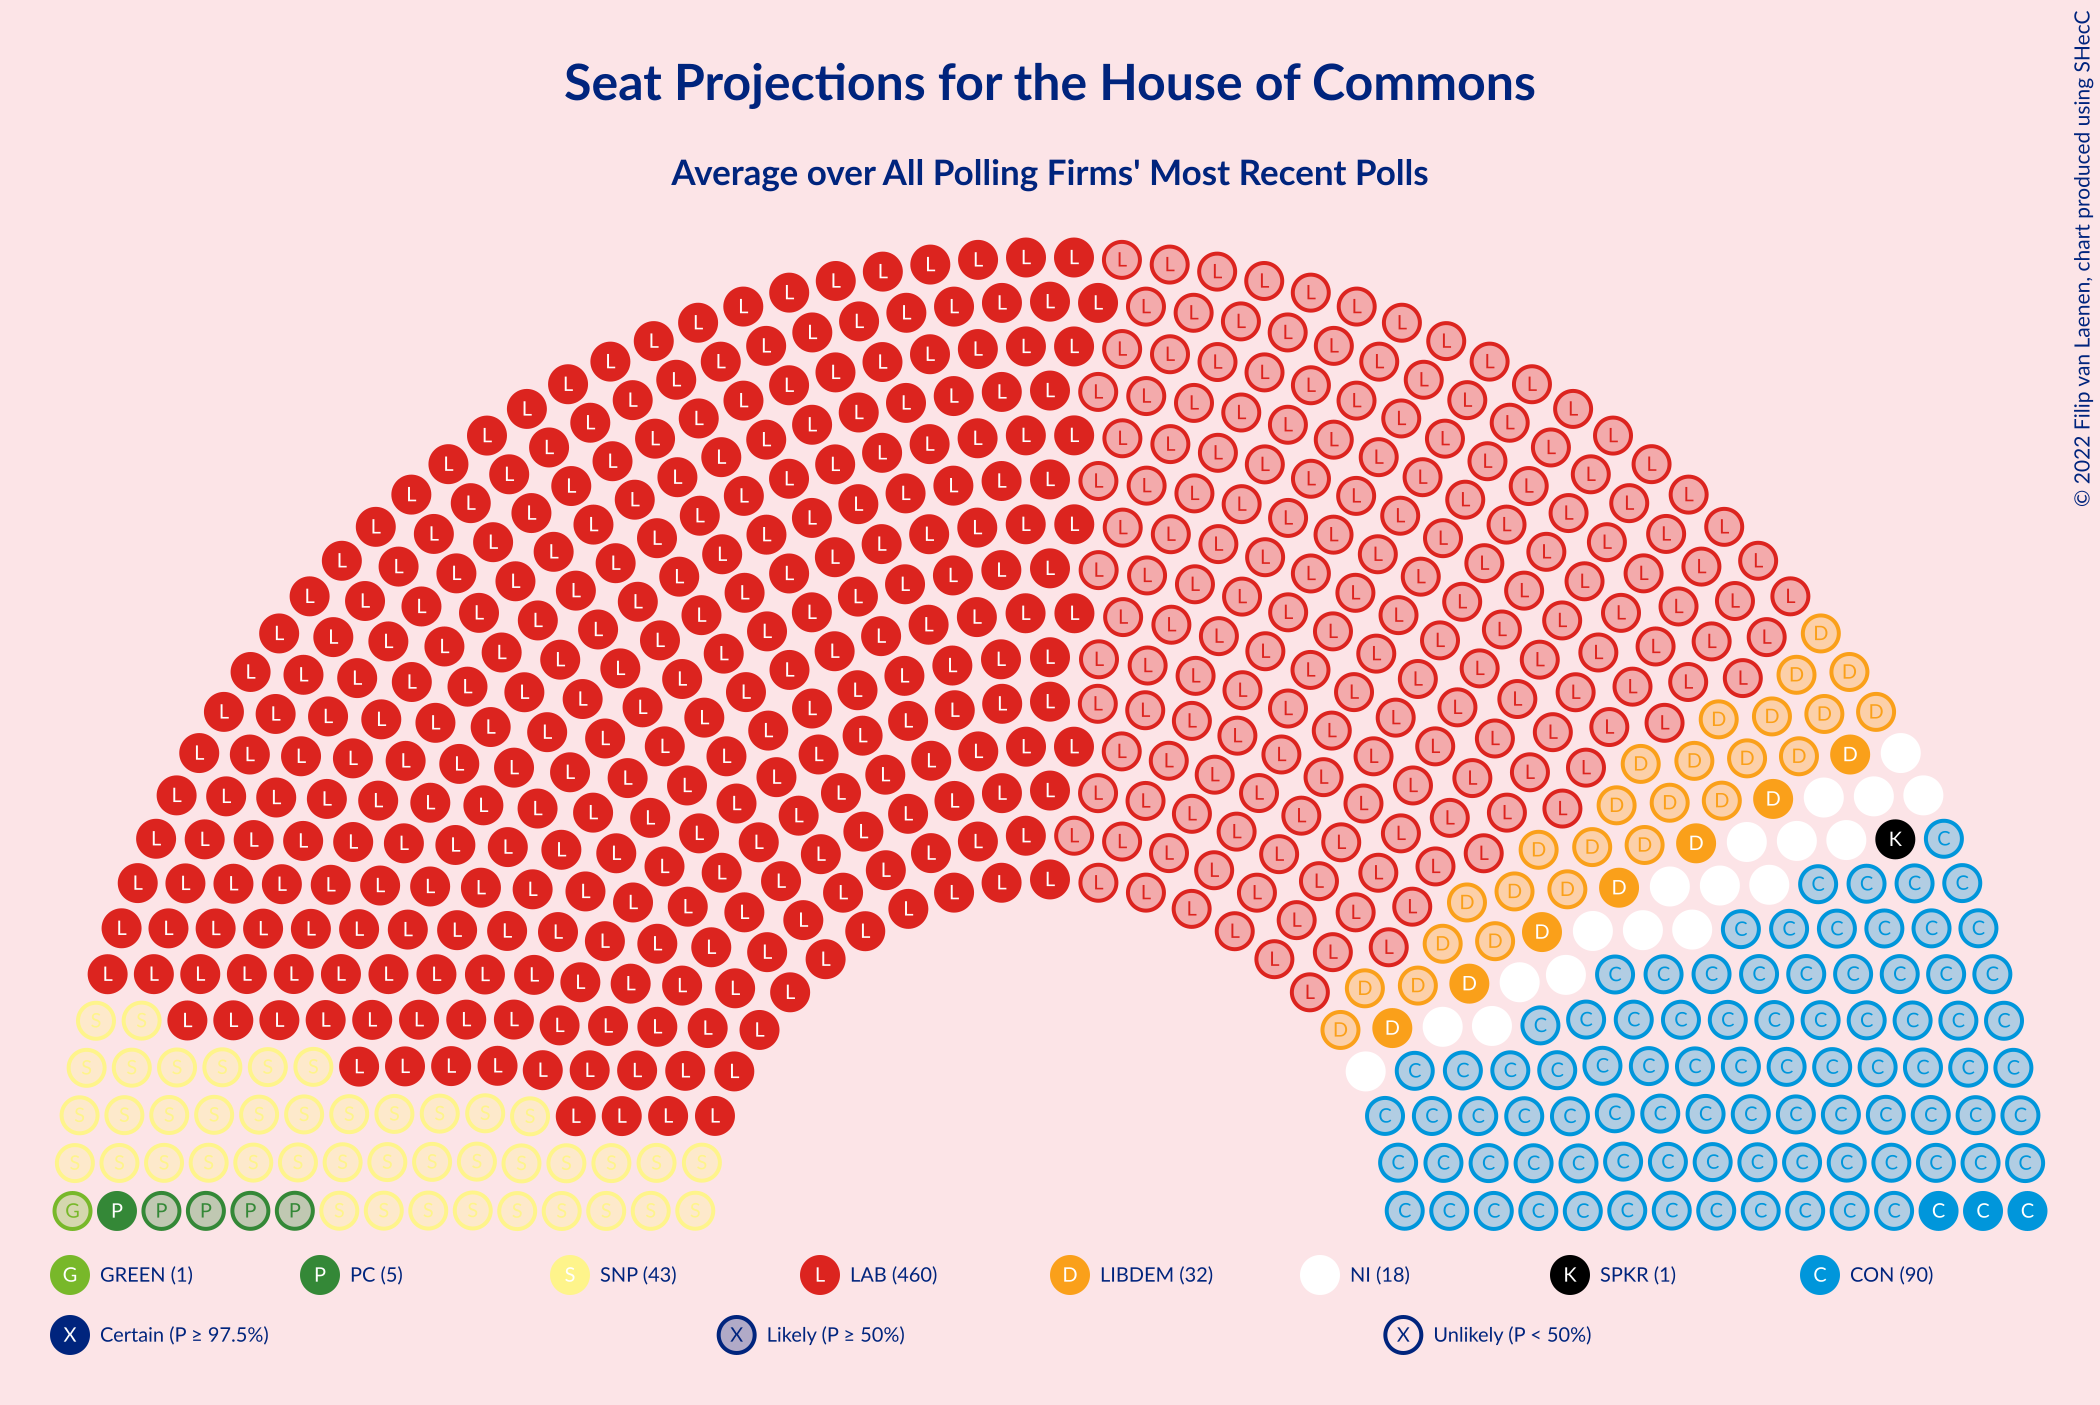 Seat Projections for the House of Commons
Average over All Polling Firms' Most Recent Polls
© 2022 Filip van Laenen, chart produced using SHecC
G GREEN (1) P PC (5) S SNP (43) L LAB (460) D LIBDEM (32) NI (18) K SPKR (1) C CON (90)
X Certain (P ≥ 97.5%) X Likely (P ≥ 50%) X Unlikely (P < 50%)